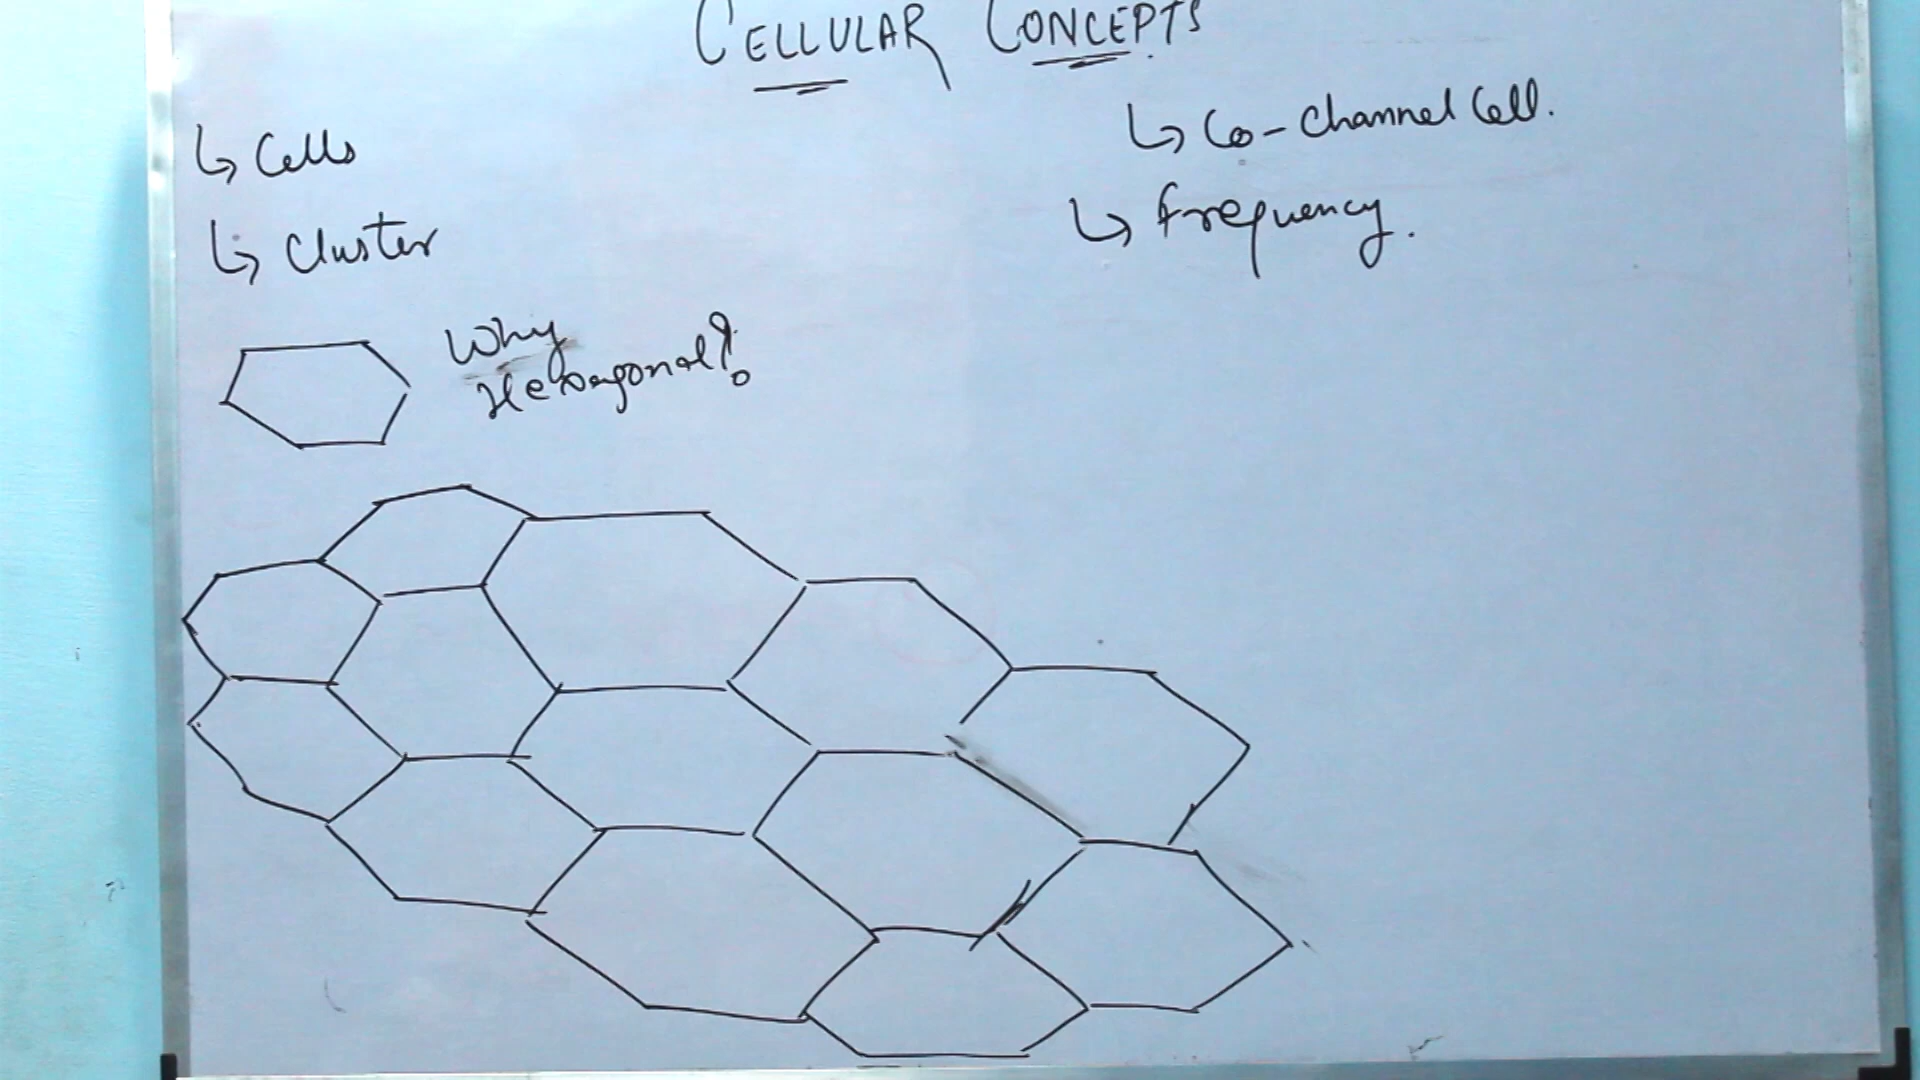 CELLULAR CONCEPTS
↳ Cells
↳ Cluster
Why
Hexagonal?
↳ Co-Channel Cell.
↳ Frequency.